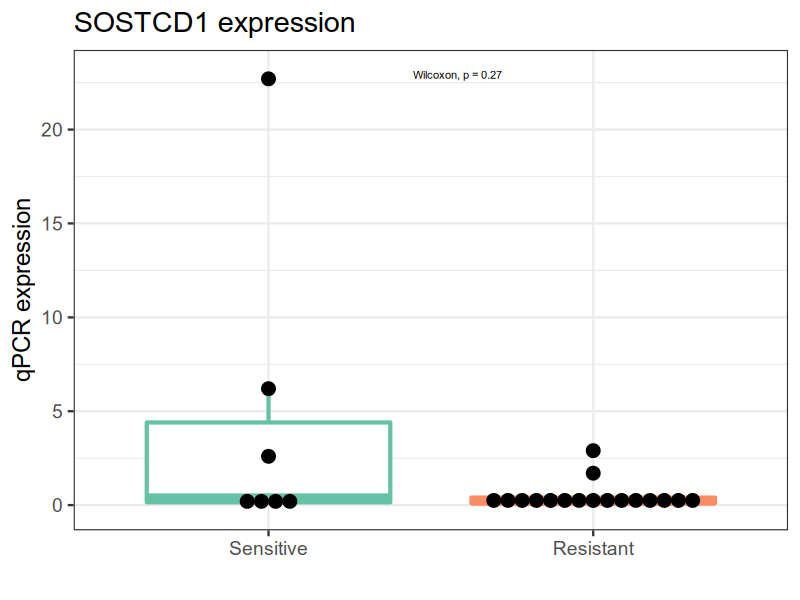 SOSTCD1 expression
Wilcoxon, p = 0.27
20
15
10
5
0
qPCR expression
Sensitive
Resistant